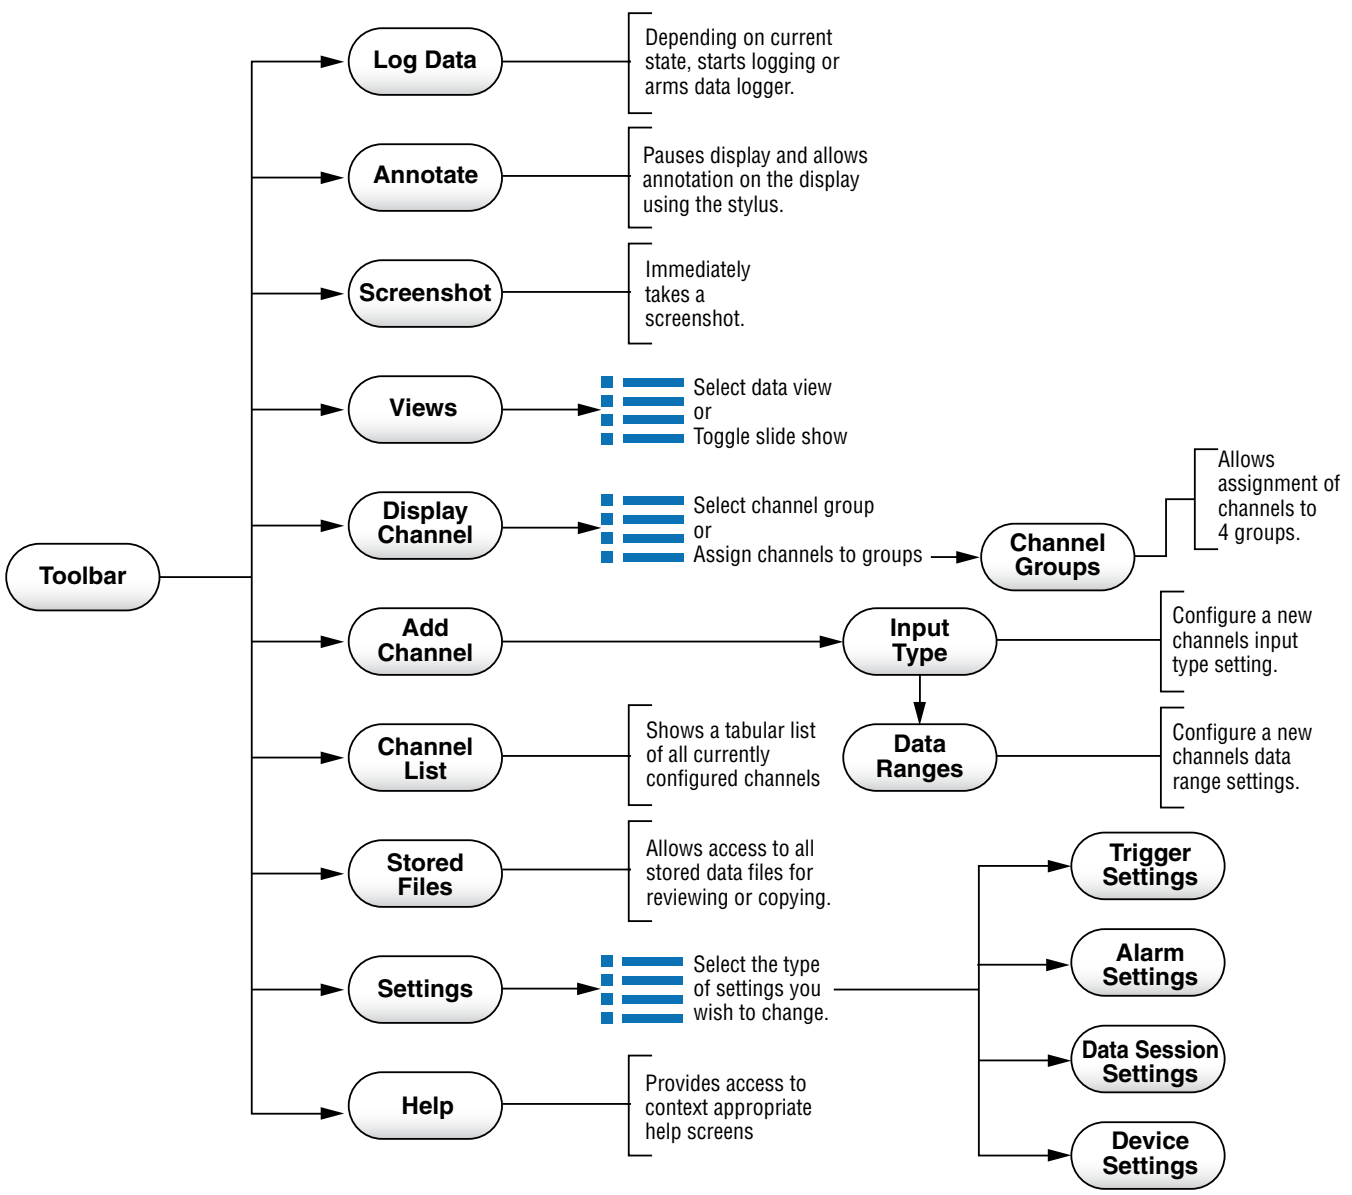 Toolbar
Log Data
Depending on current
state, starts logging or
arms data logger.
Annotate
Pauses display and allows
annotation on the display
using the stylus.
Screenshot
Immediately
takes a
screenshot.
Views
Select data view
or
Toggle slide show
Display
Channel
Select channel group
or
Assign channels to groups
Channel
Groups
Allows
assignment of
channels to
4 groups.
Add
Channel
Input
Type
Configure a new
channels input
type setting.
Data
Ranges
Configure a new
channels data
range settings.
Channel
List
Shows a tabular list
of all currently
configured channels
Stored
Files
Allows access to all
stored data files for
reviewing or copying.
Settings
Select the type
of settings you
wish to change.
Trigger
Settings
Alarm
Settings
Data Session
Settings
Device
Settings
Help
Provides access to
context appropriate
help screens